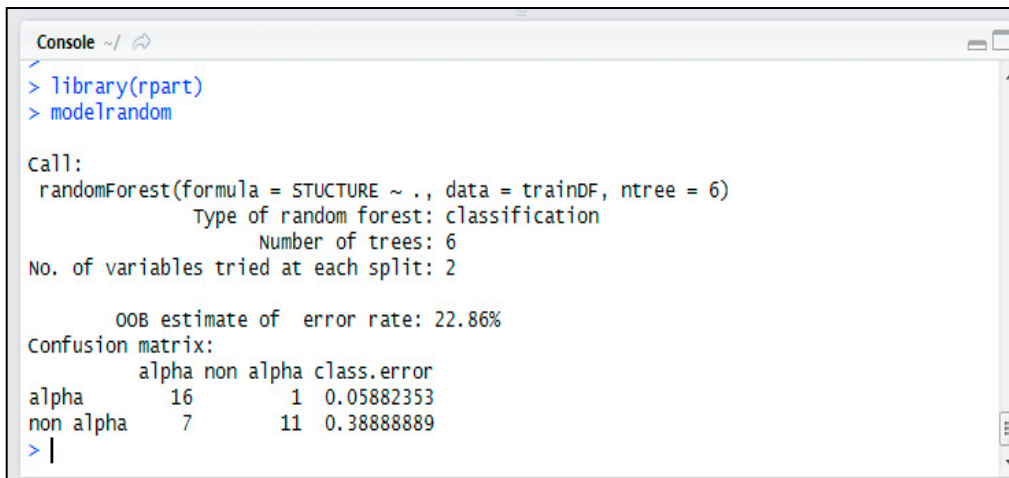 Console ~/
>
> library(rpart)
> modelrandom
Call:
randomForest(formula = STUCTURE ~ ., data = trainDF, ntree = 6)
Type of random forest: classification
Number of trees: 6
No. of variables tried at each split: 2
OOB estimate of  error rate: 22.86%
Confusion matrix:
alpha non alpha class.error
alpha 16 1 0.05882353
non alpha 7 11 0.38888889
>